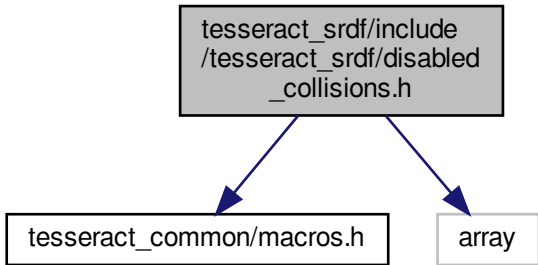 tesseract_srdf/include
/tesseract_srdf/disabled
_collisions.h
tesseract_common/macros.h
array